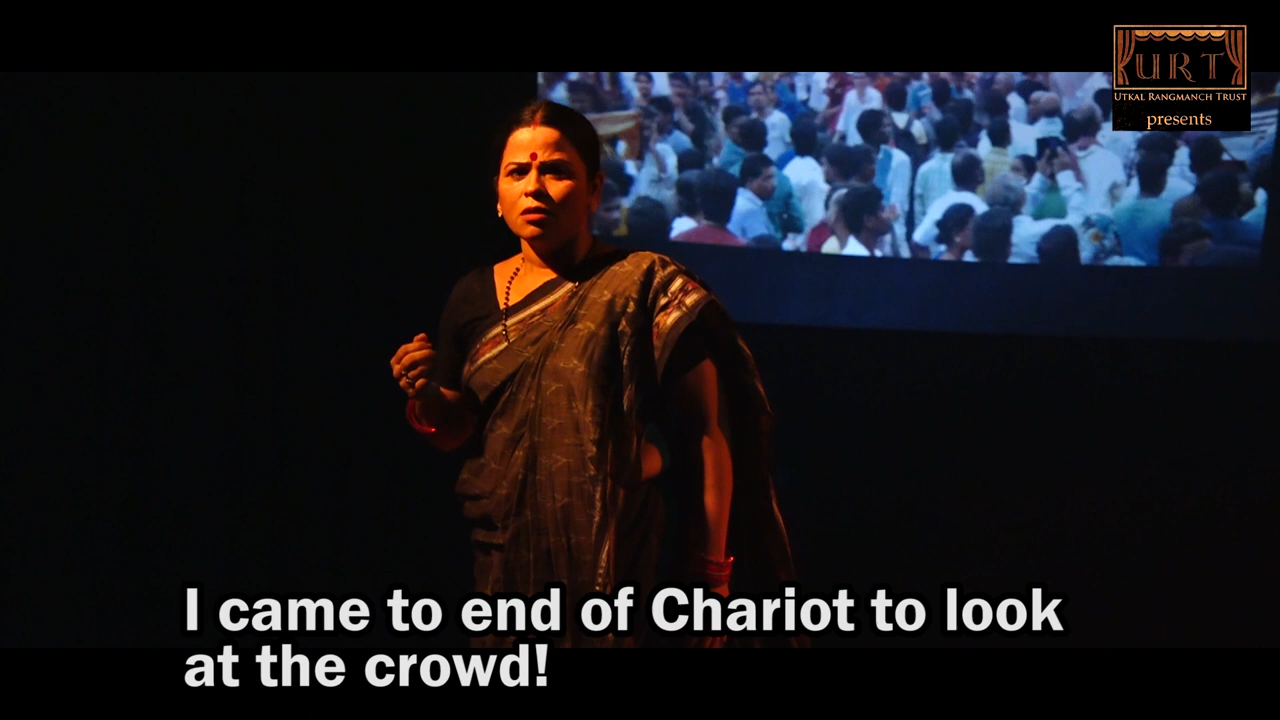 URT
UTKAL RANGMANCH TRUST
presents
I came to end of Chariot to look
at the crowd!